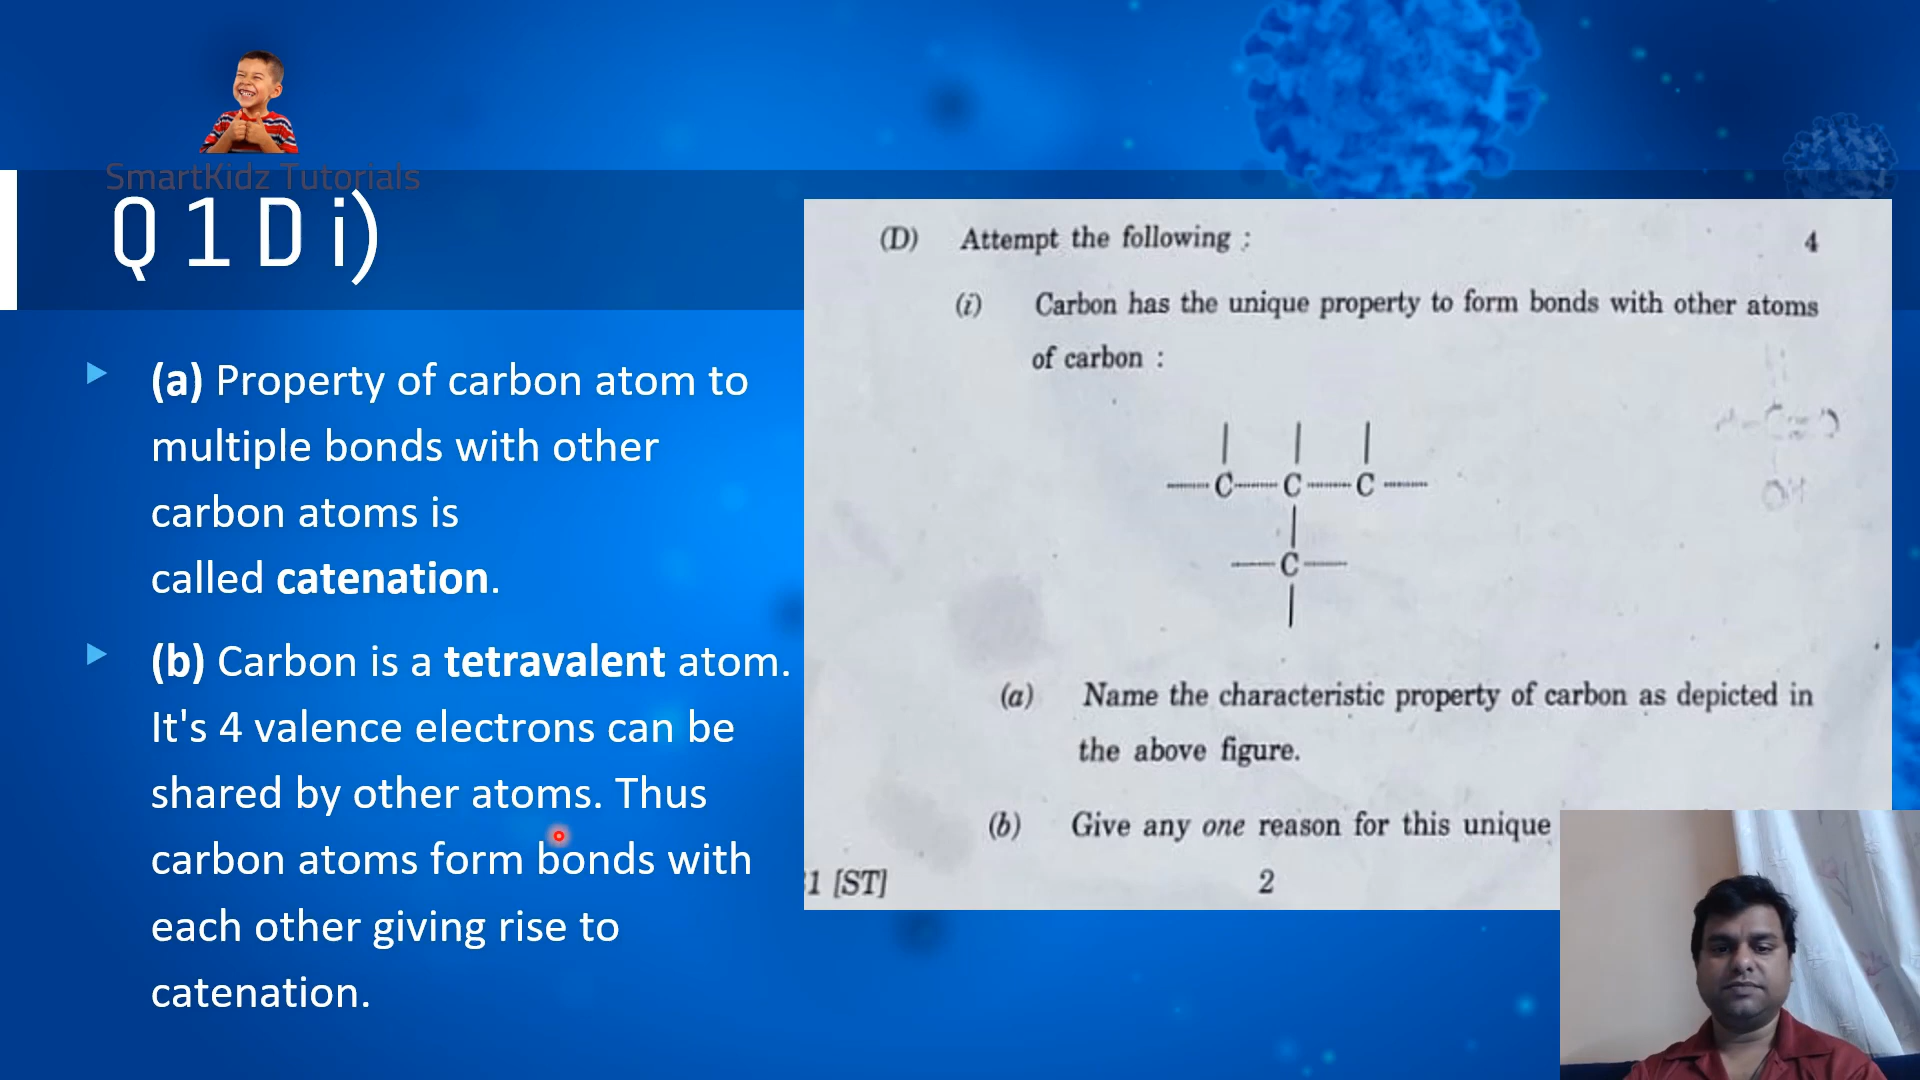 SmartKidz Tutorials
Q 1 D i)
(a) Property of carbon atom to
multiple bonds with other
carbon atoms is
called catenation.
(b) Carbon is a tetravalent atom.
It's 4 valence electrons can be
shared by other atoms. Thus
carbon atoms form bonds with
each other giving rise to
catenation.
(D) Attempt the following : 4
(i) Carbon has the unique property to form bonds with other atoms
of carbon :
C C C
C
(a) Name the characteristic property of carbon as depicted in
the above figure.
(b) Give any one reason for this unique
1 [ST] 2